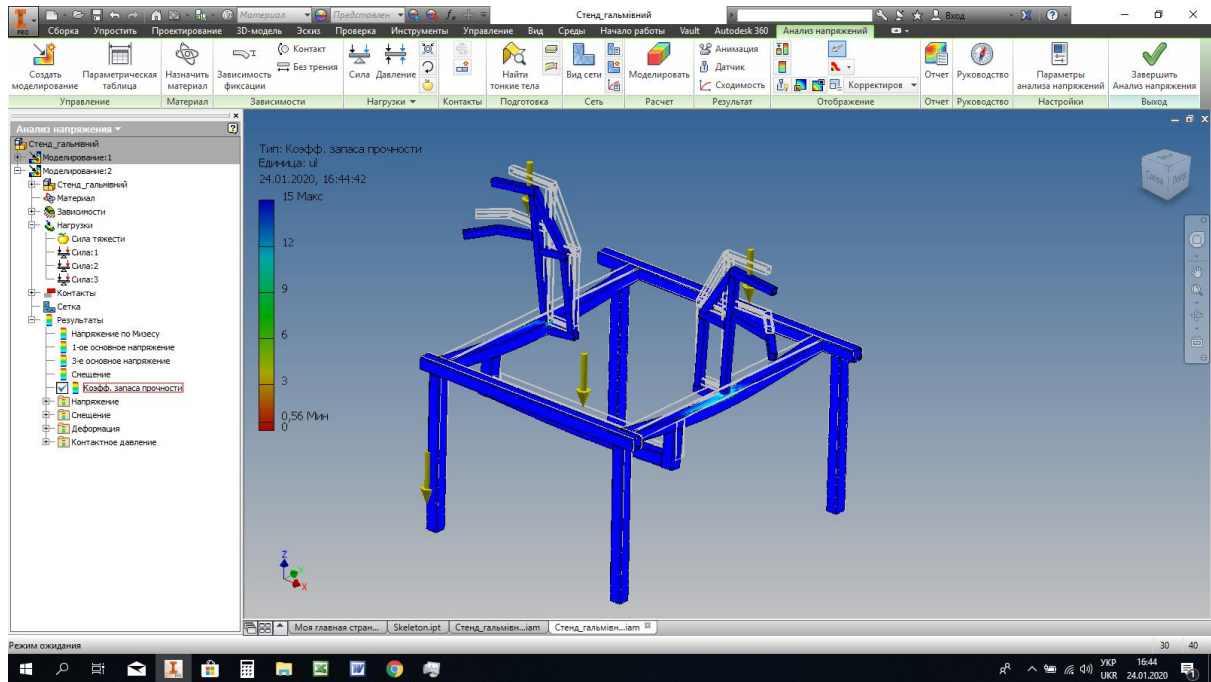 PRO
Материал
Представлен
Стенд_гальмівний
Вход
Сборка Упростить Проектирование 3D-модель Эскиз Проверка Инструменты Управление Вид Среды Начало работы Vault Autodesk 360 Анализ напряжений
Создать моделирование
Параметрическая таблица
Назначить материал
Зависимость фиксации
Контакт
Без трения
Сила Давление
Найти тонкие тела
Вид сети
Моделировать
Анимация
Датчик
Сходимость
Корректиров
Отчет
Руководство
Параметры анализа напряжений
Завершить Анализ напряжения
Управление Материал Зависимости Нагрузки Контакты Подготовка Сеть Расчет Результат Отображение Отчет Руководство Настройки Выход
Анализ напряжения
Стенд_гальмівний
Моделирование:1
Моделирование:2
Стенд_гальмівний
Материал
Зависимости
Нагрузки
Сила тяжести
Сила:1
Сила:2
Сила:3
Контакты
Сетка
Результаты
Напряжение по Мизесу
1-ое основное напряжение
3-е основное напряжение
Смещение
Коэфф. запаса прочности
Напряжение
Смещение
Деформация
Контактное давление
Тип: Коэфф. запаса прочности
Единица: ul
24.01.2020, 16:44:42
15 Макс
12
9
6
3
0,56 Мин
0
Z
Y
X
Моя главная стран... Skeleton.ipt Стенд_гальмівн...iam Стенд_гальмівн...iam
Режим ожидания
30 40
УКР
UKR
16:44
24.01.2020